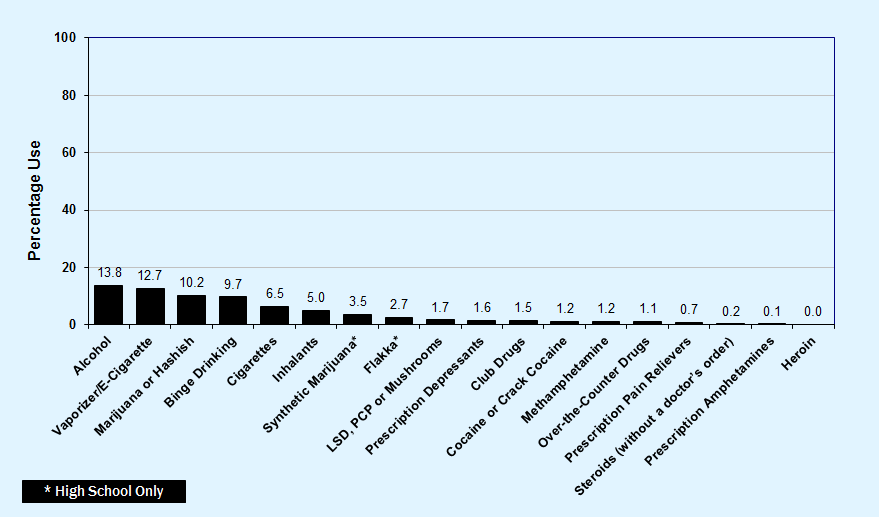 Percentage Use
100
80
60
40
20
0
13.8
12.7
10.2
9.7
6.5
5.0
3.5
2.7
1.7
1.6
1.5
1.2
1.2
1.1
0.7
0.2
0.1
0.0
Alcohol
Vaporizer/E-Cigarette
Marijuana or Hashish
Binge Drinking
Cigarettes
Inhalants
Synthetic Marijuana*
Flakka*
LSD, PCP or Mushrooms
Prescription Depressants
Club Drugs
Cocaine or Crack Cocaine
Methamphetamine
Over-the-Counter Drugs
Prescription Pain Relievers
Steroids (without a doctor's order)
Prescription Amphetamines
Heroin
* High School Only